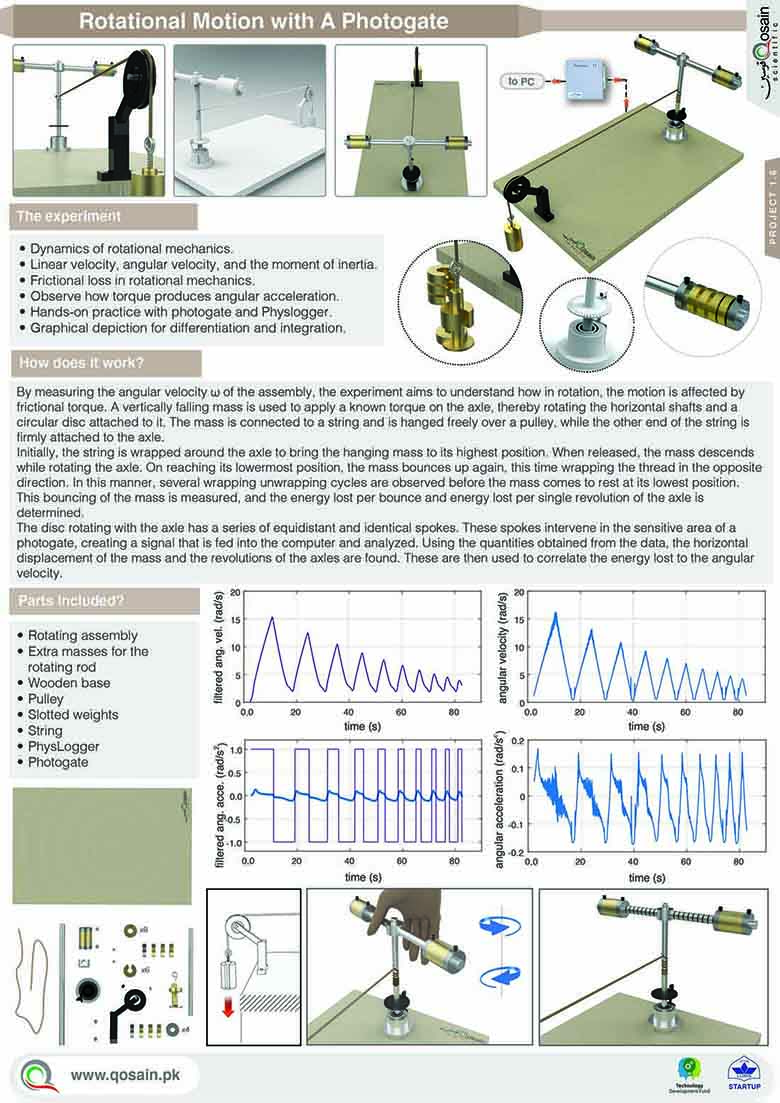 Rotational Motion with A Photogate
Qosain
scientific
قوسین
to PC
PROJECT 1.6
The experiment
• Dynamics of rotational mechanics.
• Linear velocity, angular velocity, and the moment of inertia.
• Frictional loss in rotational mechanics.
• Observe how torque produces angular acceleration.
• Hands-on practice with photogate and Physlogger.
• Graphical depiction for differentiation and integration.
How does it work?
By measuring the angular velocity ω of the assembly, the experiment aims to understand how in rotation, the motion is affected by
frictional torque. A vertically falling mass is used to apply a known torque on the axle, thereby rotating the horizontal shafts and a
circular disc attached to it. The mass is connected to a string and is hanged freely over a pulley, while the other end of the string is
firmly attached to the axle.
Initially, the string is wrapped around the axle to bring the hanging mass to its highest position. When released, the mass descends
while rotating the axle. On reaching its lowermost position, the mass bounces up again, this time wrapping the thread in the opposite
direction. In this manner, several wrapping unwrapping cycles are observed before the mass comes to rest at its lowest position.
This bouncing of the mass is measured, and the energy lost per bounce and energy lost per single revolution of the axle is
determined.
The disc rotating with the axle has a series of equidistant and identical spokes. These spokes intervene in the sensitive area of a
photogate, creating a signal that is fed into the computer and analyzed. Using the quantities obtained from the data, the horizontal
displacement of the mass and the revolutions of the axles are found. These are then used to correlate the energy lost to the angular
velocity.
Parts Included?
• Rotating assembly
• Extra masses for the
rotating rod
• Wooden base
• Pulley
• Slotted weights
• String
• PhysLogger
• Photogate
filtered ang. vel. (rad/s)
20
15
10
5
0
0.0 20 40 60 80
time (s)
angular velocity (rad/s)
20
15
10
5
0
0.0 20 40 60 80
time (s)
filtered ang. acce. (rad/s²)
1.0
0.5
0.0
-0.5
-1.0
0.0 20 40 60 80
time (s)
angular acceleration (rad/s²)
0.2
0.1
0
-0.1
-0.2
0.0 20 40 60 80
time (s)
x8
x6
x4
www.qosain.pk
Technology
Development Fund
STARTUP